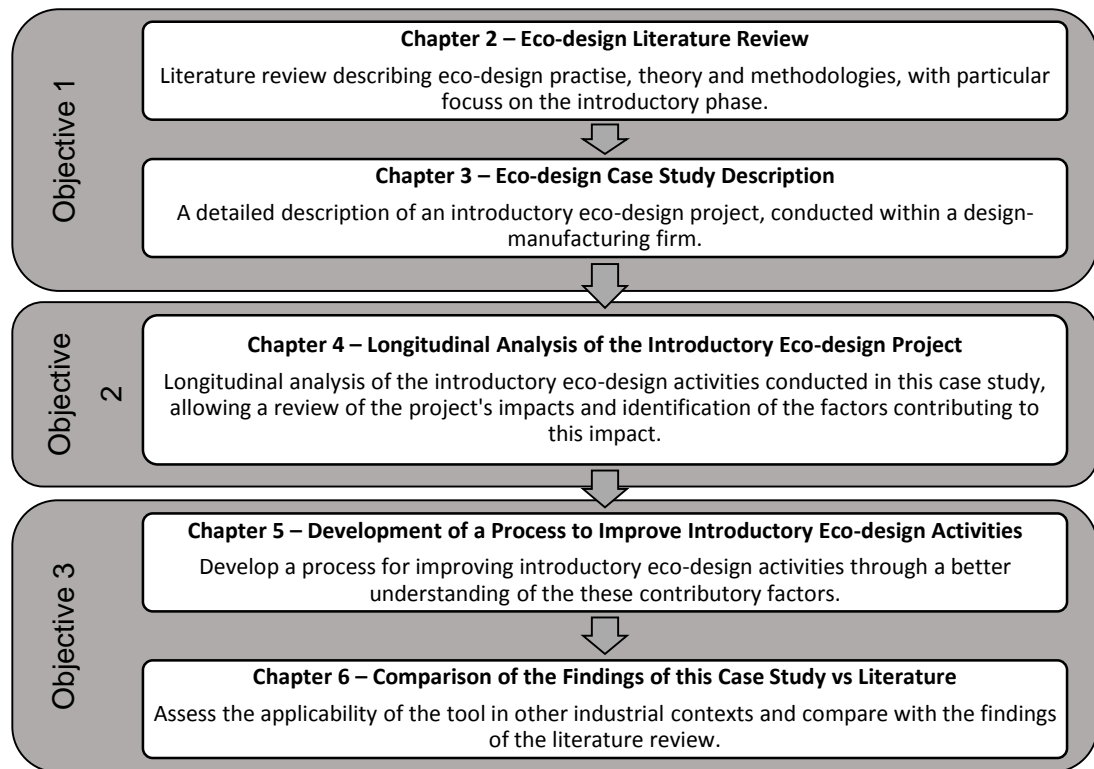 Objective 1
Chapter 2 – Eco-design Literature Review
Literature review describing eco-design practise, theory and methodologies, with particular
focuss on the introductory phase.
Chapter 3 – Eco-design Case Study Description
A detailed description of an introductory eco-design project, conducted within a design-
manufacturing firm.
Objective
2
Chapter 4 – Longitudinal Analysis of the Introductory Eco-design Project
Longitudinal analysis of the introductory eco-design activities conducted in this case study,
allowing a review of the project's impacts and identification of the factors contributing to
this impact.
Objective 3
Chapter 5 – Development of a Process to Improve Introductory Eco-design Activities
Develop a process for improving introductory eco-design activities through a better
understanding of the these contributory factors.
Chapter 6 – Comparison of the Findings of this Case Study vs Literature
Assess the applicability of the tool in other industrial contexts and compare with the findings
of the literature review.